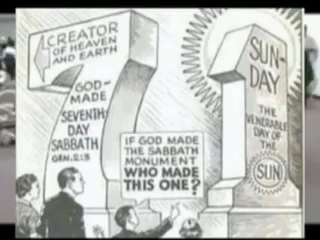 CREATOR
OF HEAVEN
AND EARTH
GOD-
MADE
SEVENTH-
DAY
SABBATH
GEN. 2:1-3
IF GOD MADE
THE SABBATH
MONUMENT
WHO MADE
THIS ONE?
SUN-
DAY
THE
VENERABLE
DAY OF
THE
SUN